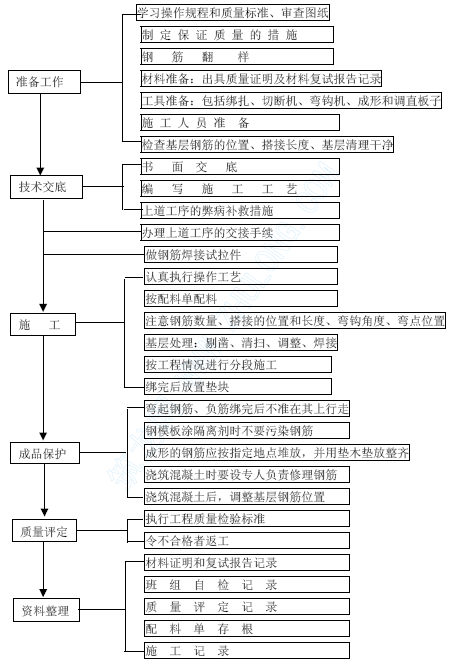 学习操作规程和质量标准、审查图纸
制定保证质量的措施
钢筋翻样
准备工作
材料准备：出具质量证明及材料复试报告记录
工具准备：包括绑扎、切断机、弯钩机、成形和调直板子
施工人员准备
检查基层钢筋的位置、搭接长度、基层清理干净
书面交底
技术交底
编写施工工艺
上道工序的弊病补救措施
办理上道工序的交接手续
做钢筋焊接试拉件
认真执行操作工艺
按配料单配料
施工
注意钢筋数量、搭接的位置和长度、弯钩角度、弯点位置
基层处理：剔凿、清扫、调整、焊接
按工程情况进行分段施工
绑完后放置垫块
弯起钢筋、负筋绑完后不准在其上行走
钢模板涂隔离剂时不要污染钢筋
成品保护
成形的钢筋应按指定地点堆放，并用垫木垫放整齐
浇筑混凝土时要设专人负责修理钢筋
浇筑混凝土后，调整基层钢筋位置
执行工程质量检验标准
质量评定
令不合格者返工
材料证明和复试报告记录
班组自检记录
资料整理
质量评定记录
配料单存根
施工记录